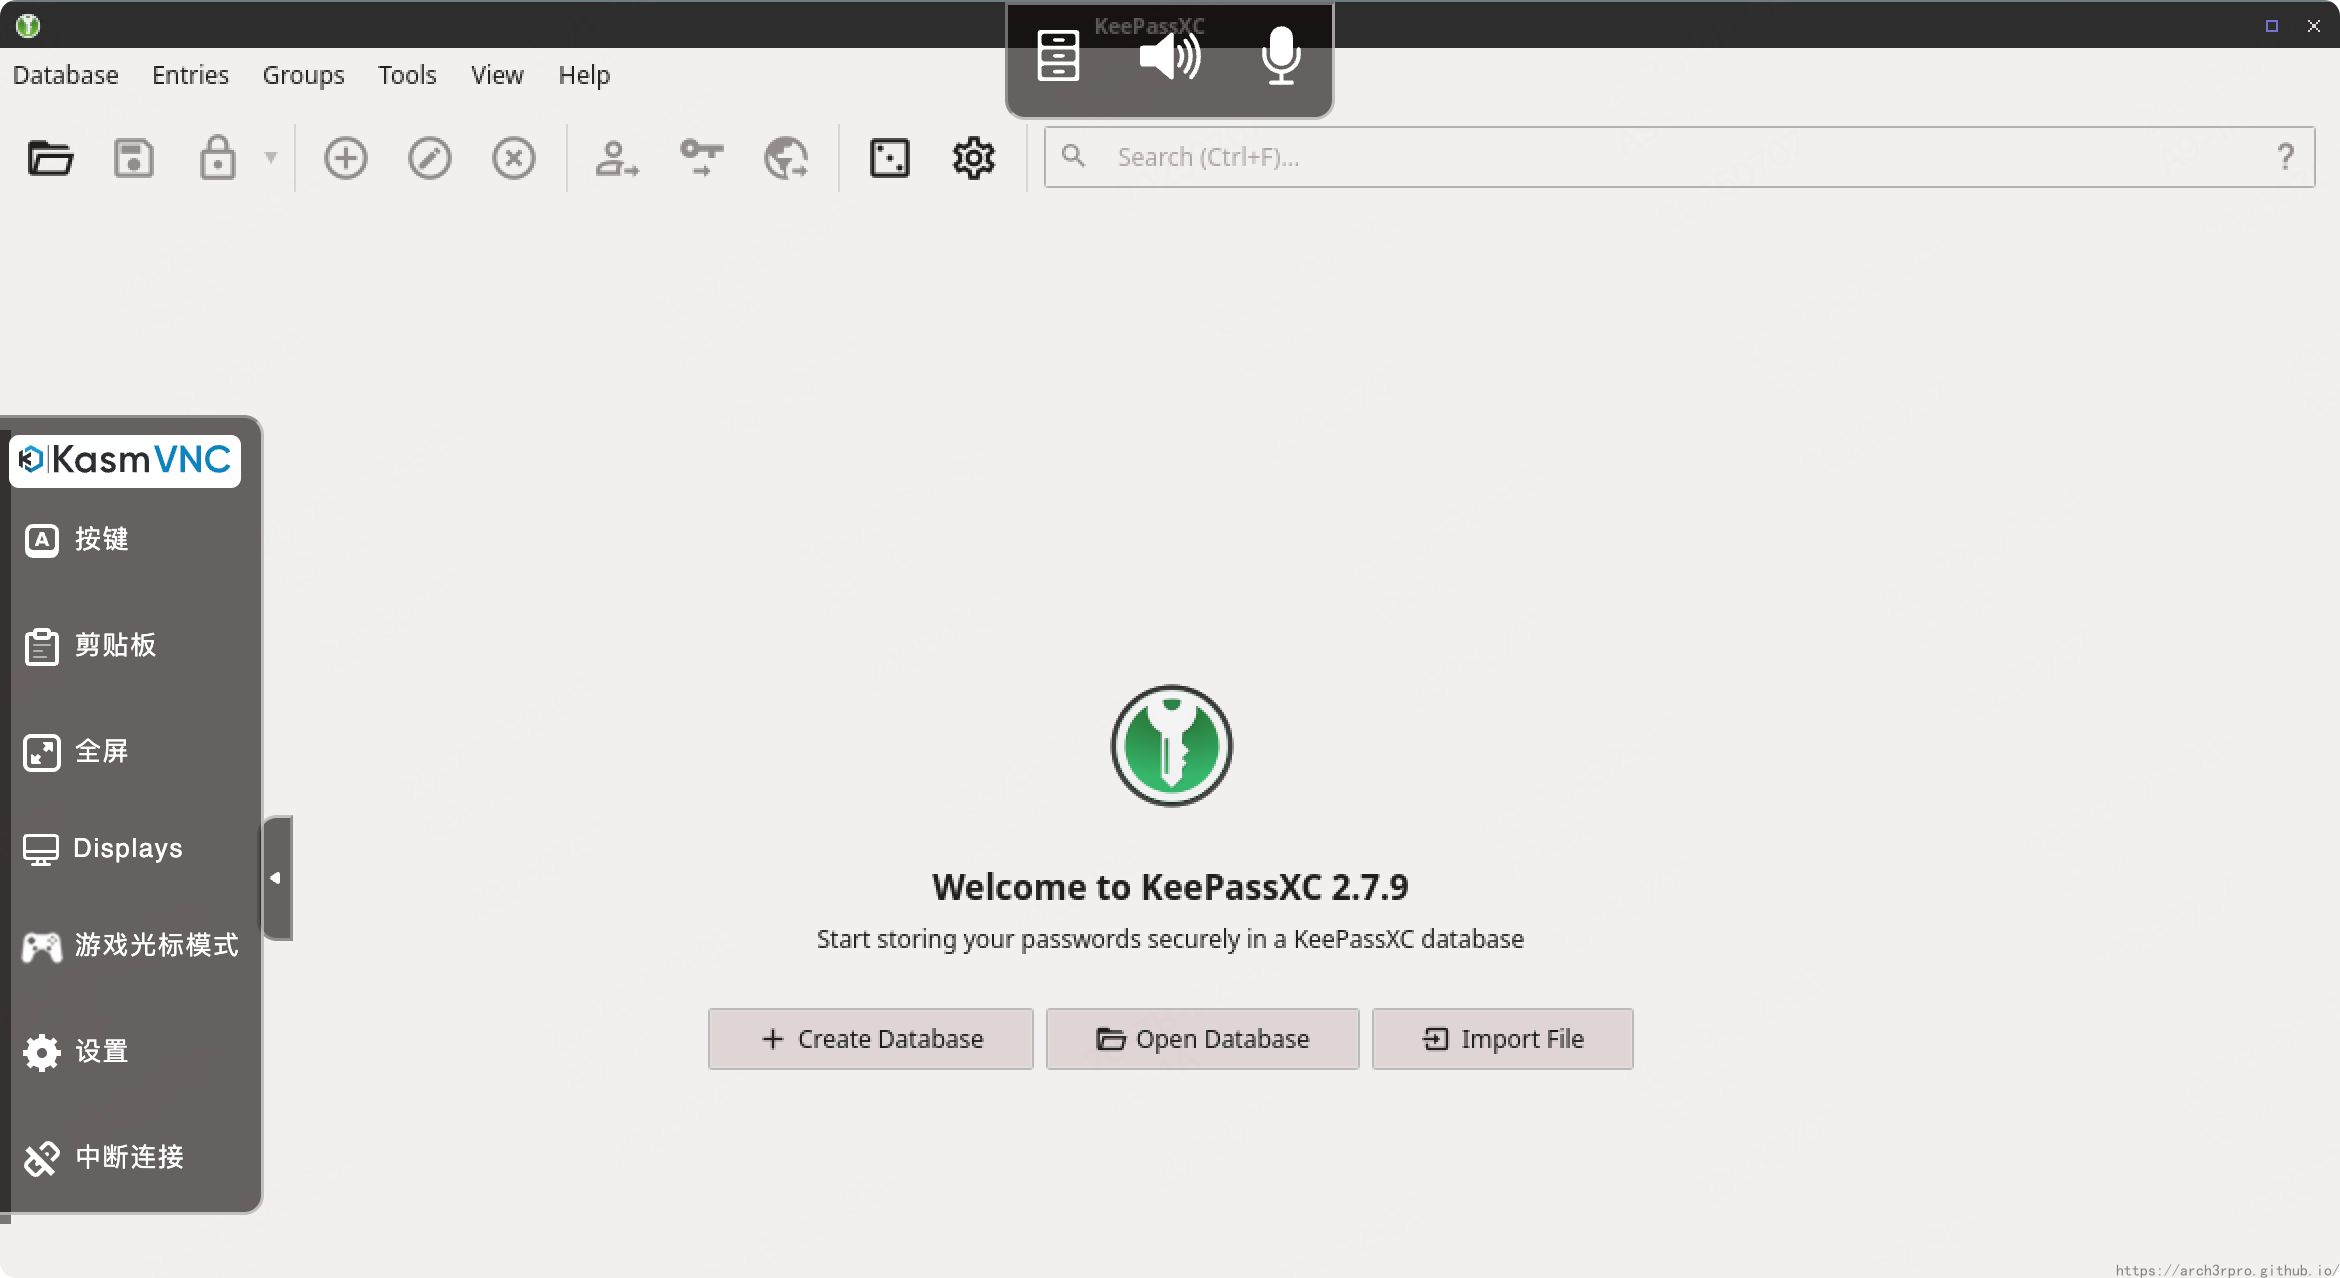 KeePassXC
Database Entries Groups Tools View Help
Search (Ctrl+F)... ?
KasmVNC
按键
剪贴板
全屏
Displays
游戏光标模式
设置
中断连接
Welcome to KeePassXC 2.7.9
Start storing your passwords securely in a KeePassXC database
Create Database Open Database Import File
https://arch3rpro.github.io/